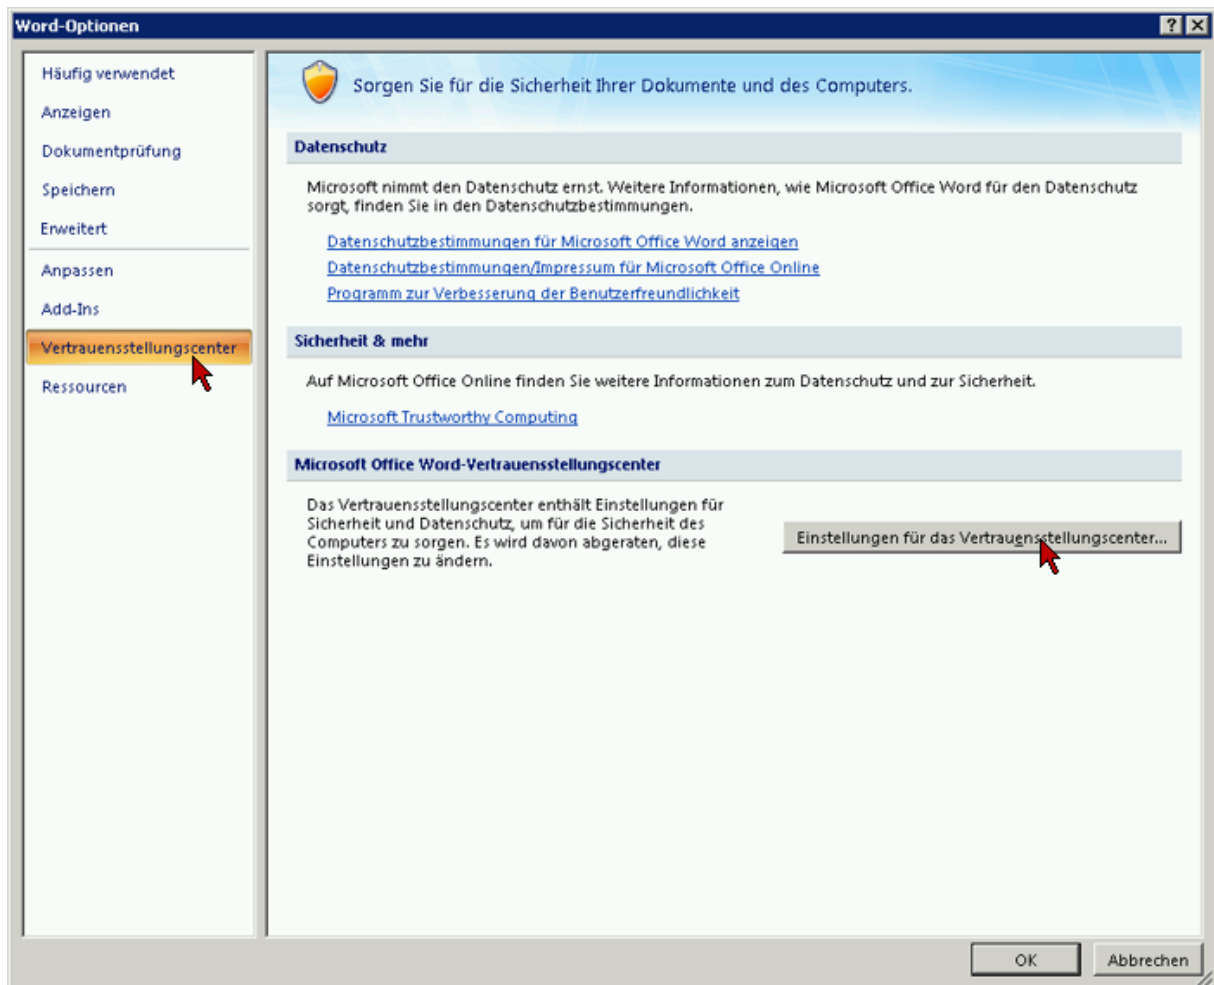 Word-Optionen
Häufig verwendet
Anzeigen
Dokumentprüfung
Speichern
Erweitert
Anpassen
Add-Ins
Vertrauensstellungscenter
Ressourcen
Sorgen Sie für die Sicherheit Ihrer Dokumente und des Computers.
Datenschutz
Microsoft nimmt den Datenschutz ernst. Weitere Informationen, wie Microsoft Office Word für den Datenschutz
sorgt, finden Sie in den Datenschutzbestimmungen.
Datenschutzbestimmungen für Microsoft Office Word anzeigen
Datenschutzbestimmungen/Impressum für Microsoft Office Online
Programm zur Verbesserung der Benutzerfreundlichkeit
Sicherheit & mehr
Auf Microsoft Office Online finden Sie weitere Informationen zum Datenschutz und zur Sicherheit.
Microsoft Trustworthy Computing
Microsoft Office Word-Vertrauensstellungscenter
Das Vertrauensstellungscenter enthält Einstellungen für
Sicherheit und Datenschutz, um für die Sicherheit des
Computers zu sorgen. Es wird davon abgeraten, diese
Einstellungen zu ändern.
Einstellungen für das Vertrauensstellungscenter...
OK
Abbrechen